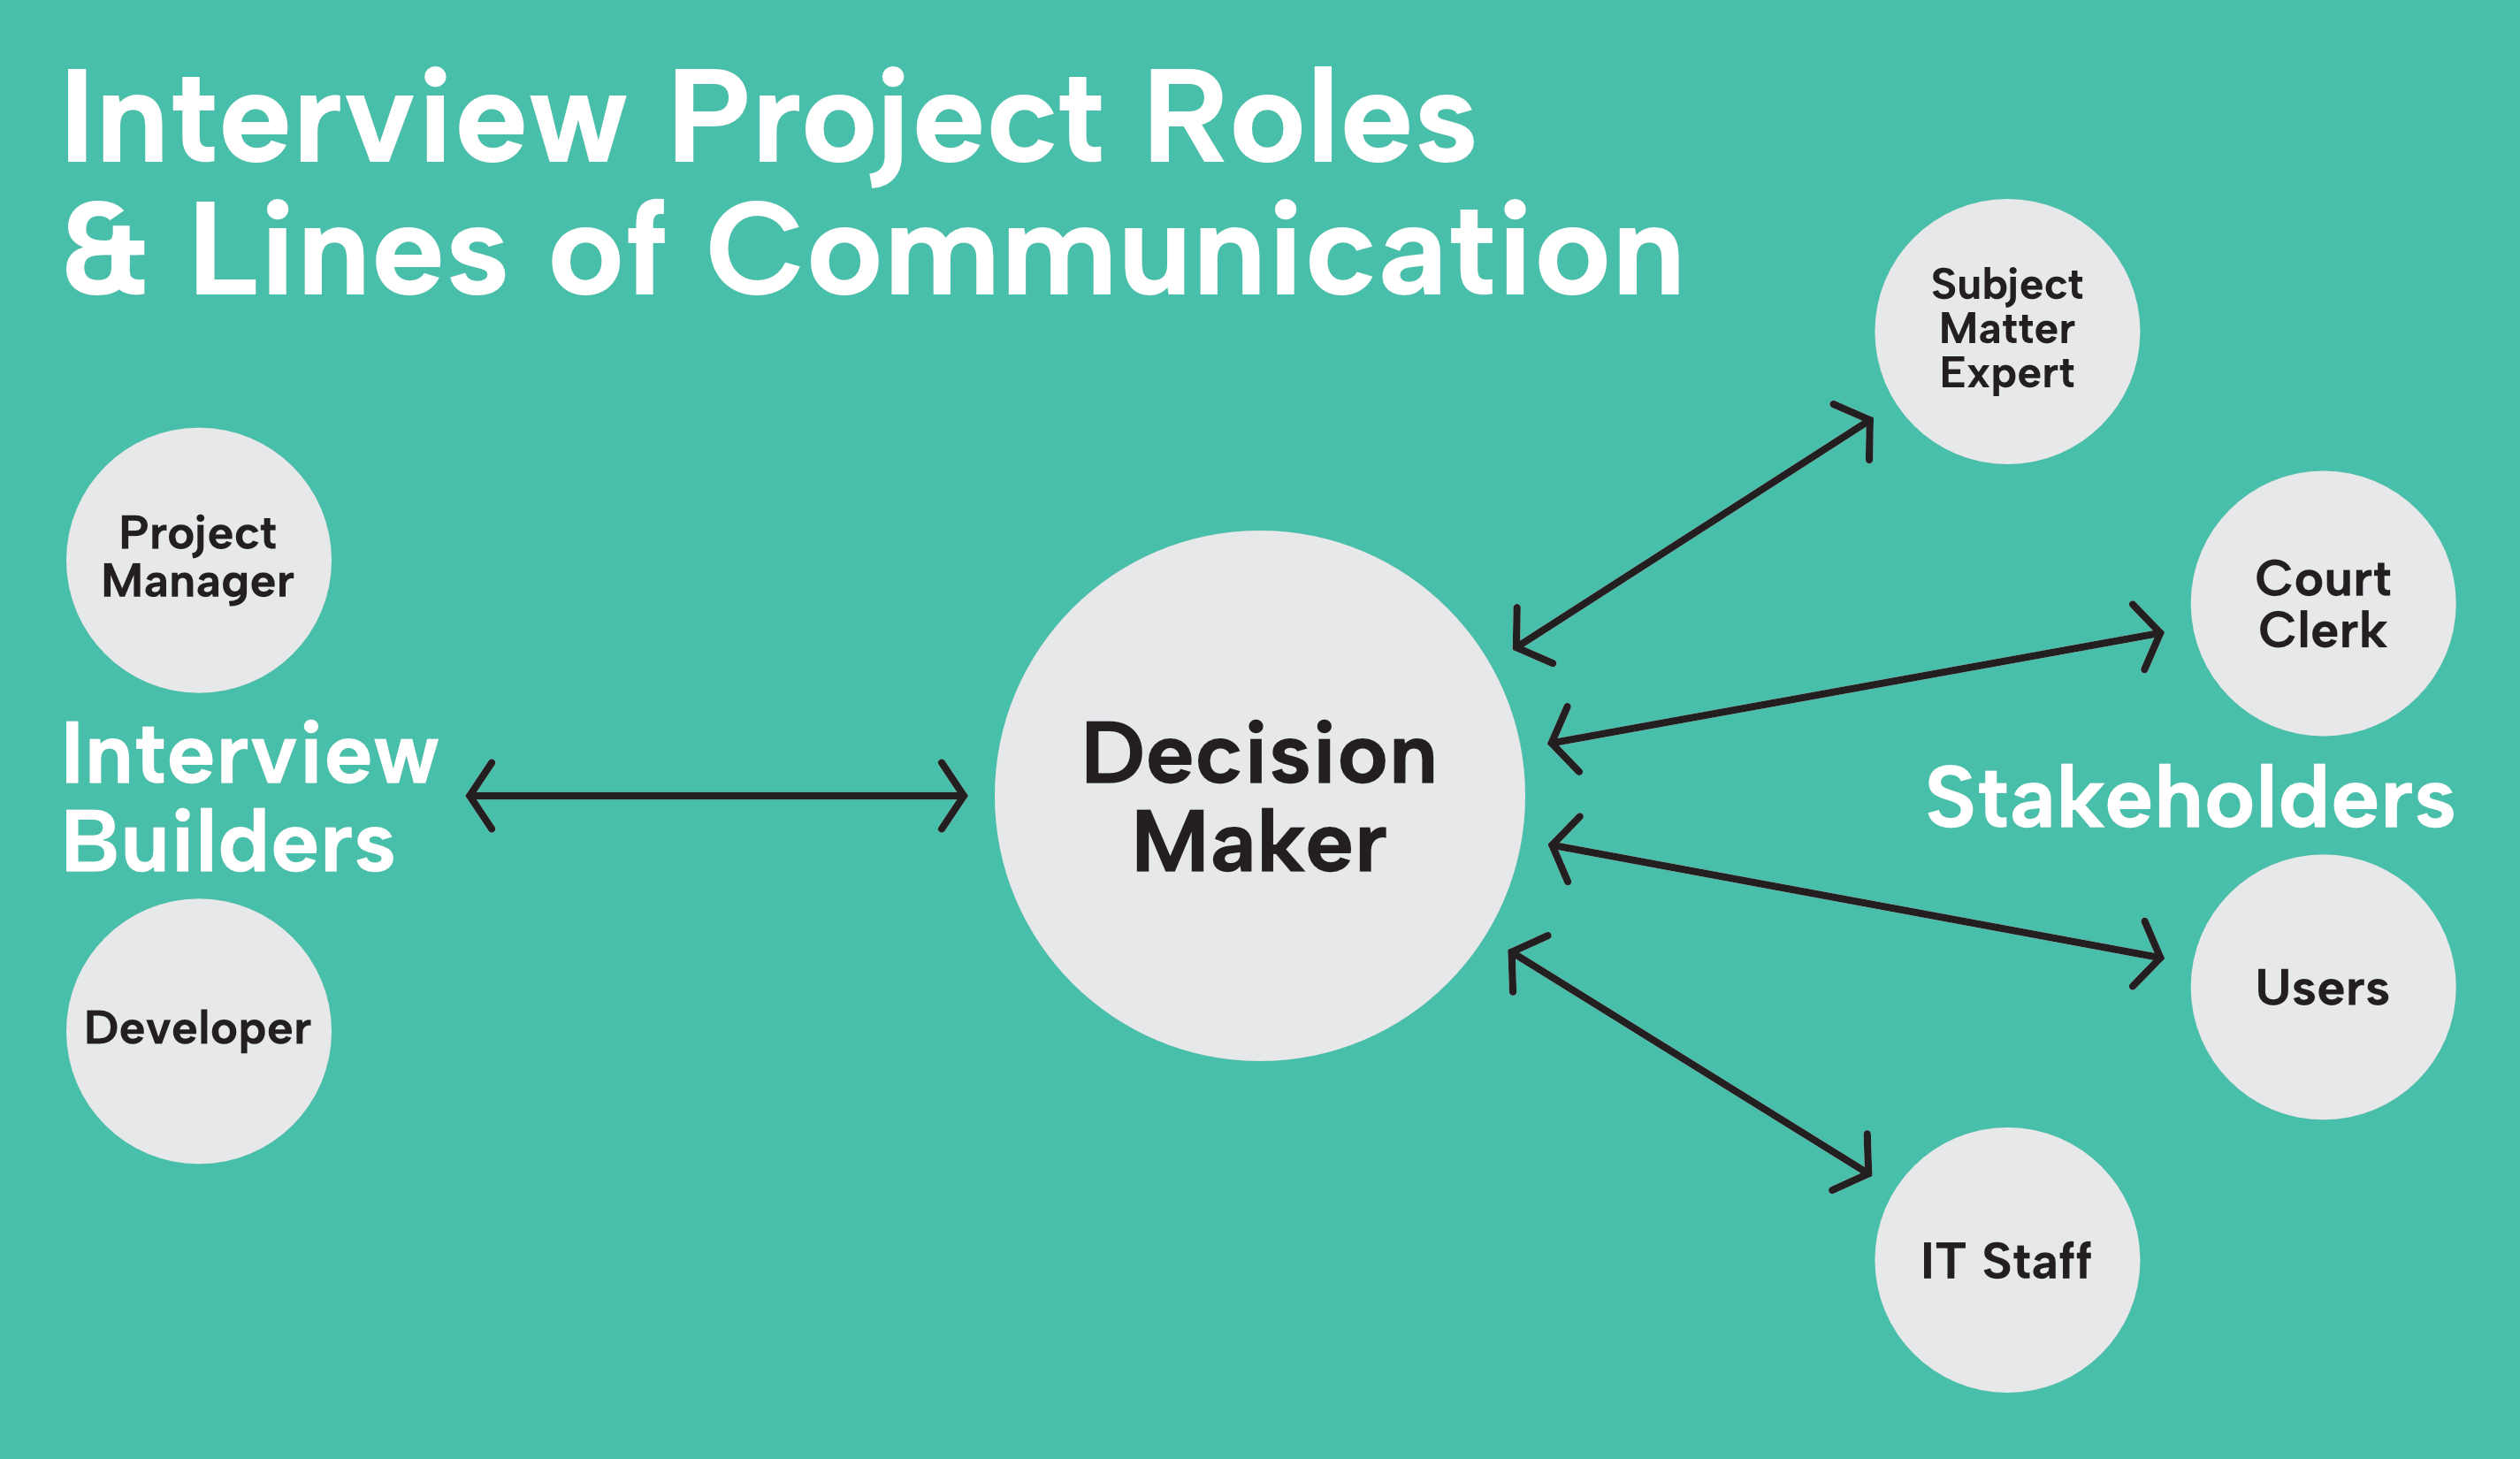 Interview Project Roles
& Lines of Communication
Project
Manager
Interview
Builders
Developer
Decision
Maker
Subject
Matter
Expert
Court
Clerk
Stakeholders
Users
IT Staff